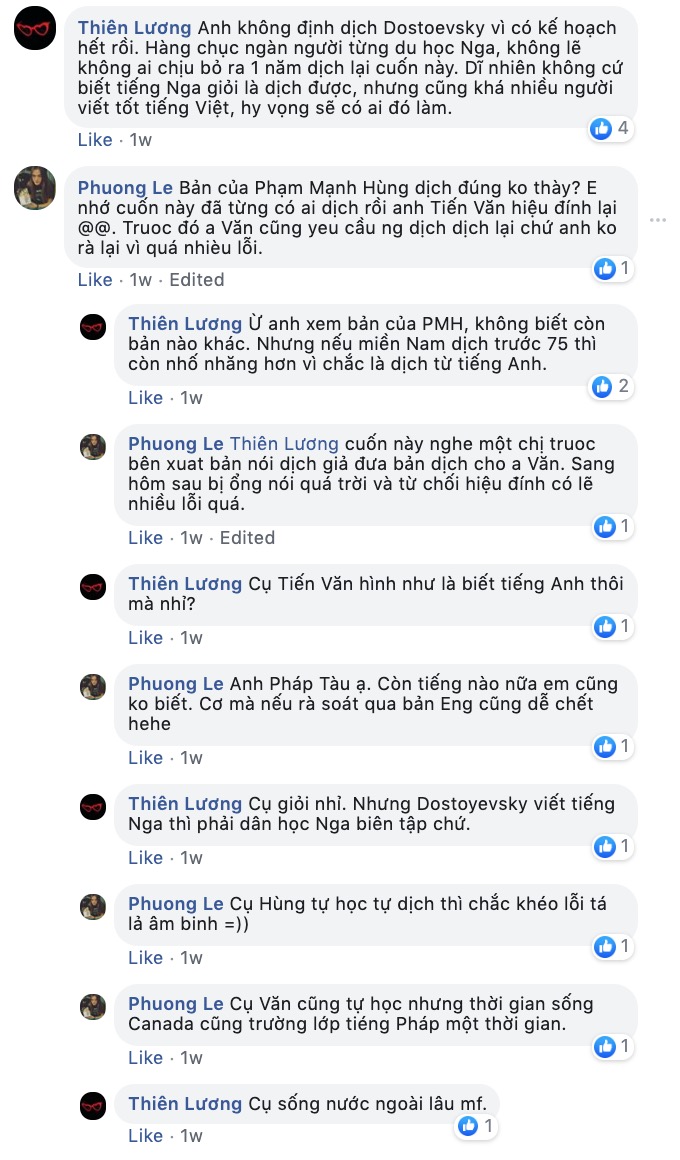 Thiên Lương Anh không định dịch Dostoevsky vì có kế hoạch
hết rồi. Hàng chục ngàn người từng du học Nga, không lẽ
không ai chịu bỏ ra 1 năm dịch lại cuốn này. Dĩ nhiên không cứ
biết tiếng Nga giỏi là dịch được, nhưng cũng khá nhiều người
viết tốt tiếng Việt, hy vọng sẽ có ai đó làm.
4
Like · 1w
Phuong Le Bản của Phạm Mạnh Hùng dịch đúng ko thày? E
nhớ cuốn này đã từng có ai dịch rồi anh Tiến Văn hiệu đính lại
@@. Truoc đó a Văn cũng yeu cầu ng dịch dịch lại chứ anh ko
rà lại vì quá nhièu lỗi.
1
Like · 1w · Edited
Thiên Lương Ừ anh xem bản của PMH, không biết còn
bản nào khác. Nhưng nếu miền Nam dịch trước 75 thì
còn nhố nhăng hơn vì chắc là dịch từ tiếng Anh.
2
Like · 1w
Phuong Le Thiên Lương cuốn này nghe một chị truoc
bên xuat bản nói dịch giả đưa bản dịch cho a Văn. Sang
hôm sau bị ổng nói quá trời và từ chối hiệu đính có lẽ
nhiều lỗi quá.
1
Like · 1w · Edited
Thiên Lương Cụ Tiến Văn hình như là biết tiếng Anh thôi
mà nhỉ?
1
Like · 1w
Phuong Le Anh Pháp Tàu ạ. Còn tiếng nào nữa em cũng
ko biết. Cơ mà nếu rà soát qua bản Eng cũng dễ chết
hehe
1
Like · 1w
Thiên Lương Cụ giỏi nhỉ. Nhưng Dostoyevsky viết tiếng
Nga thì phải dân học Nga biên tập chứ.
1
Like · 1w
Phuong Le Cụ Hùng tự học tự dịch thì chắc khéo lỗi tá
lả âm binh =))
1
Like · 1w
Phuong Le Cụ Văn cũng tự học nhưng thời gian sống
Canada cũng trường lớp tiéng Pháp một thời gian.
1
Like · 1w
Thiên Lương Cụ sống nước ngoài lâu mf.
1
Like · 1w